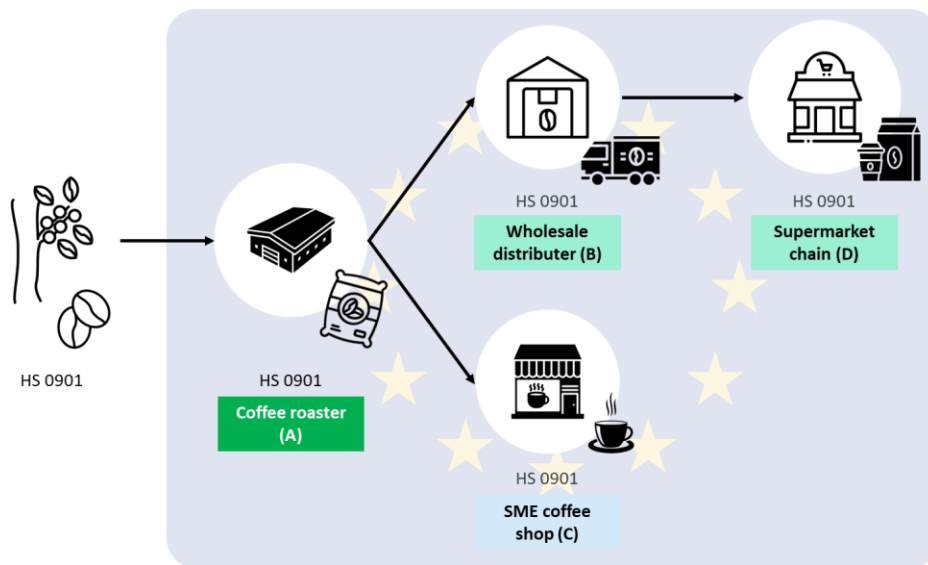 HS 0901
HS 0901
Coffee roaster
(A)
HS 0901
Wholesale
distributer (B)
HS 0901
Supermarket
chain (D)
HS 0901
SME coffee
shop (C)